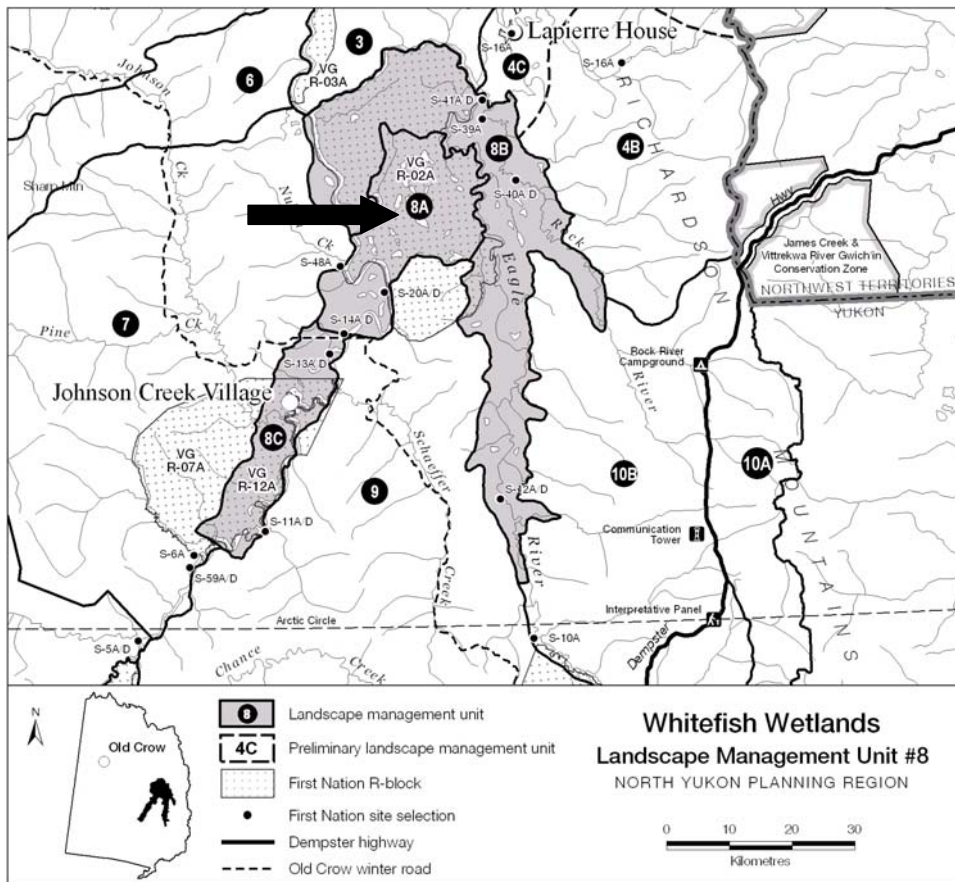 Johnson
Ck
6
3
VG
R-03A
S-16A
Lapierre House
4C
S-16A
S-41A/D
S-39A
8B
4B
RICHARDSON
Hwy
Sharp Mtn
VG
R-02A
8A
S-40A/D
Rock
Ck
S-48A
S-20A/D
Eagle
James Creek &
Vittrekwa River Gwich'in
Conservation Zone
NORTHWEST TERRITORIES
YUKON
7
Pine
Ck
S-14A/D
S-13A/D
Rock River
Campground
River
Johnson Creek Village
8C
VG
R-07A
VG
R-12A
Schaeffer
Creek
9
10B
10A
MOUNTAINS
S-42A/D
S-11A/D
S-6A
S-59A/D
River
Communication
Tower
Interpretative Panel
Arctic Circle
S-5A/D
S-10A
Dempster
Chance
Creek
N
Old Crow
8 Landscape management unit
4C Preliminary landscape management unit
First Nation R-block
First Nation site selection
Dempster highway
Old Crow winter road
Whitefish Wetlands
Landscape Management Unit #8
NORTH YUKON PLANNING REGION
0 10 20 30
Kilometres